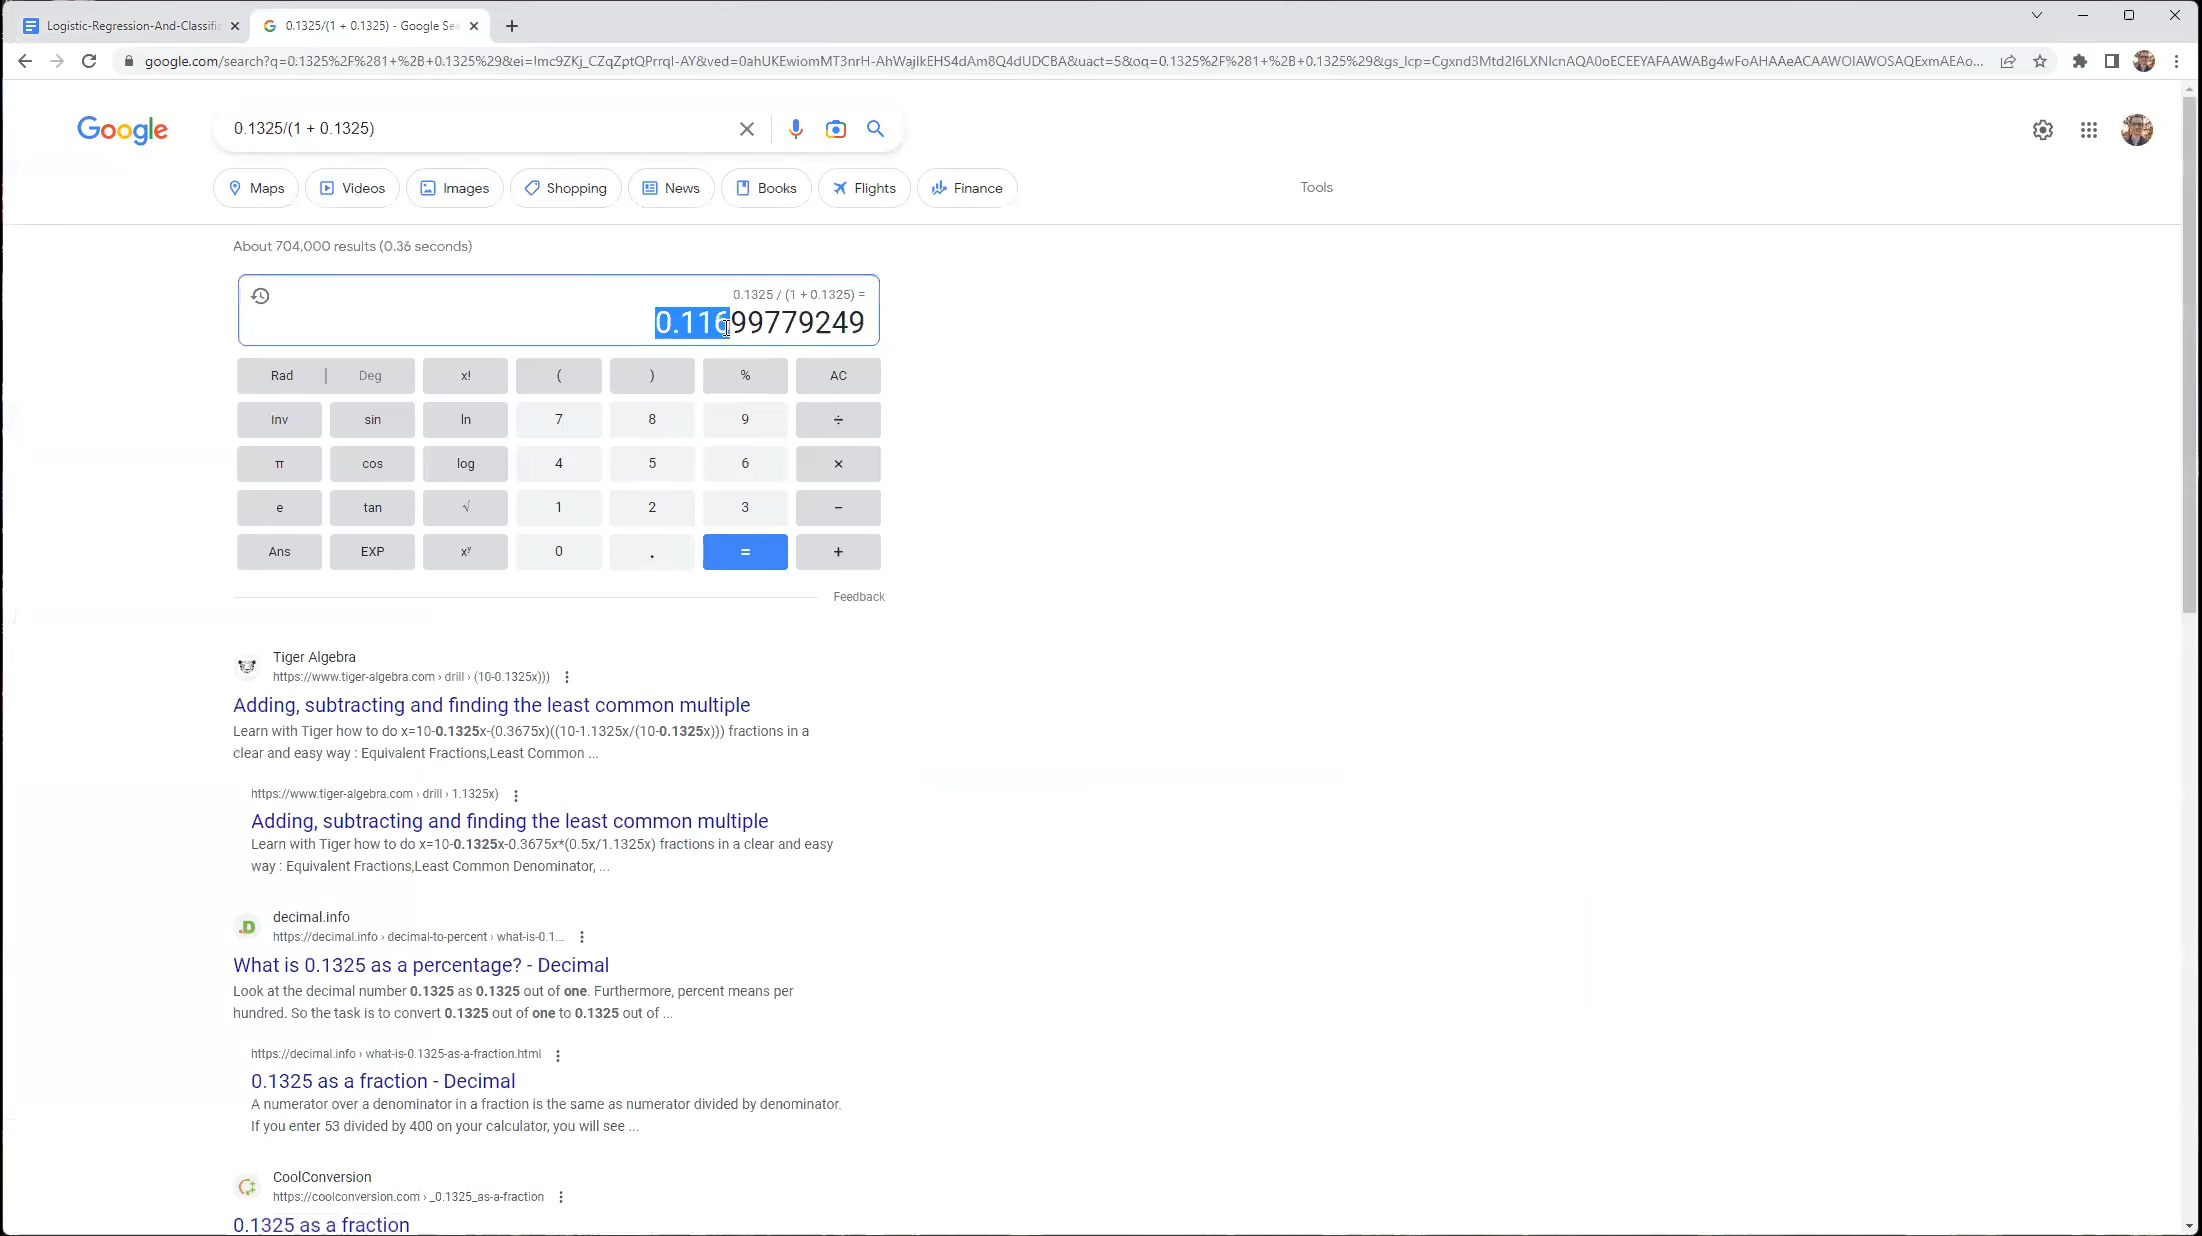 Logistic-Regression-And-Classific
0.1325/(1 + 0.1325) - Google Sea
google.com/search?q=0.1325%2F%281+%2B+0.1325%29&ei=Imc9ZKj_CZqZptQPrrqI-AY&ved=0ahUKEwiomMT3nrH-AhWajIkEHS4dAm8Q4dUDCBA&uact=5&oq=0.1325%2F%281+%2B+0.1325%29&gs_lcp=Cgxnd3Mtd2l6LXNlcnAQA0oECEEYAFAAWABg4wFoAHAAeACAAWOIAWOSAQExmAEAo...
Google
0.1325/(1 + 0.1325)
Maps
Videos
Images
Shopping
News
Books
Flights
Finance
Tools
About 704,000 results (0.36 seconds)
0.1325 / (1 + 0.1325) =
0.11699779249
Rad | Deg x! ( ) % AC
Inv sin ln 7 8 9 ÷
π cos log 4 5 6 ×
e tan √ 1 2 3 −
Ans EXP xʸ 0 . = +
Feedback
Tiger Algebra
https://www.tiger-algebra.com › drill › (10-0.1325x)))
Adding, subtracting and finding the least common multiple
Learn with Tiger how to do x=10-0.1325x-(0.3675x)((10-1.1325x/(10-0.1325x))) fractions in a
clear and easy way : Equivalent Fractions,Least Common ...
https://www.tiger-algebra.com › drill › 1.1325x)
Adding, subtracting and finding the least common multiple
Learn with Tiger how to do x=10-0.1325x-0.3675x*(0.5x/1.1325x) fractions in a clear and easy
way : Equivalent Fractions,Least Common Denominator, ...
.D
decimal.info
https://decimal.info › decimal-to-percent › what-is-0.1...
What is 0.1325 as a percentage? - Decimal
Look at the decimal number 0.1325 as 0.1325 out of one. Furthermore, percent means per
hundred. So the task is to convert 0.1325 out of one to 0.1325 out of ...
https://decimal.info › what-is-0.1325-as-a-fraction.html
0.1325 as a fraction - Decimal
A numerator over a denominator in a fraction is the same as numerator divided by denominator.
If you enter 53 divided by 400 on your calculator, you will see ...
CoolConversion
https://coolconversion.com › _0.1325_as-a-fraction
0.1325 as a fraction